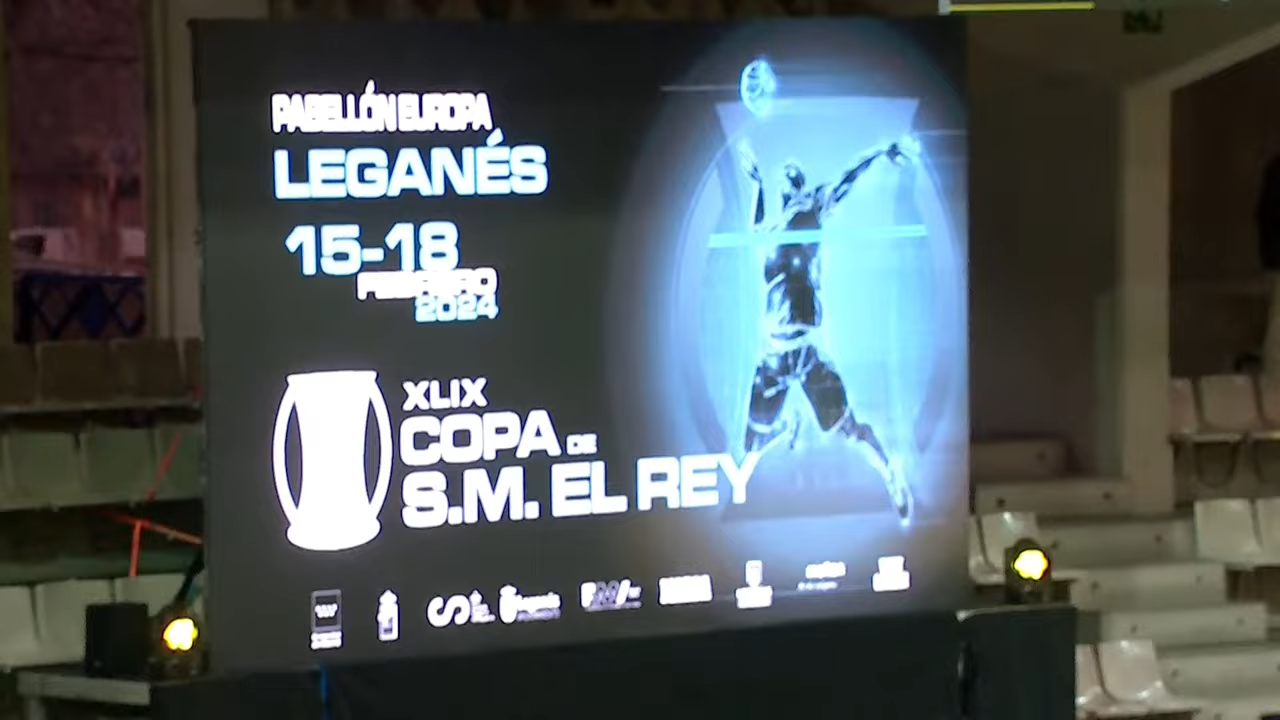 PABELLÓN EUROPA
LEGANÉS
15-18
FEBRERO
2024
XLIX
COPA DE
S.M. EL REY